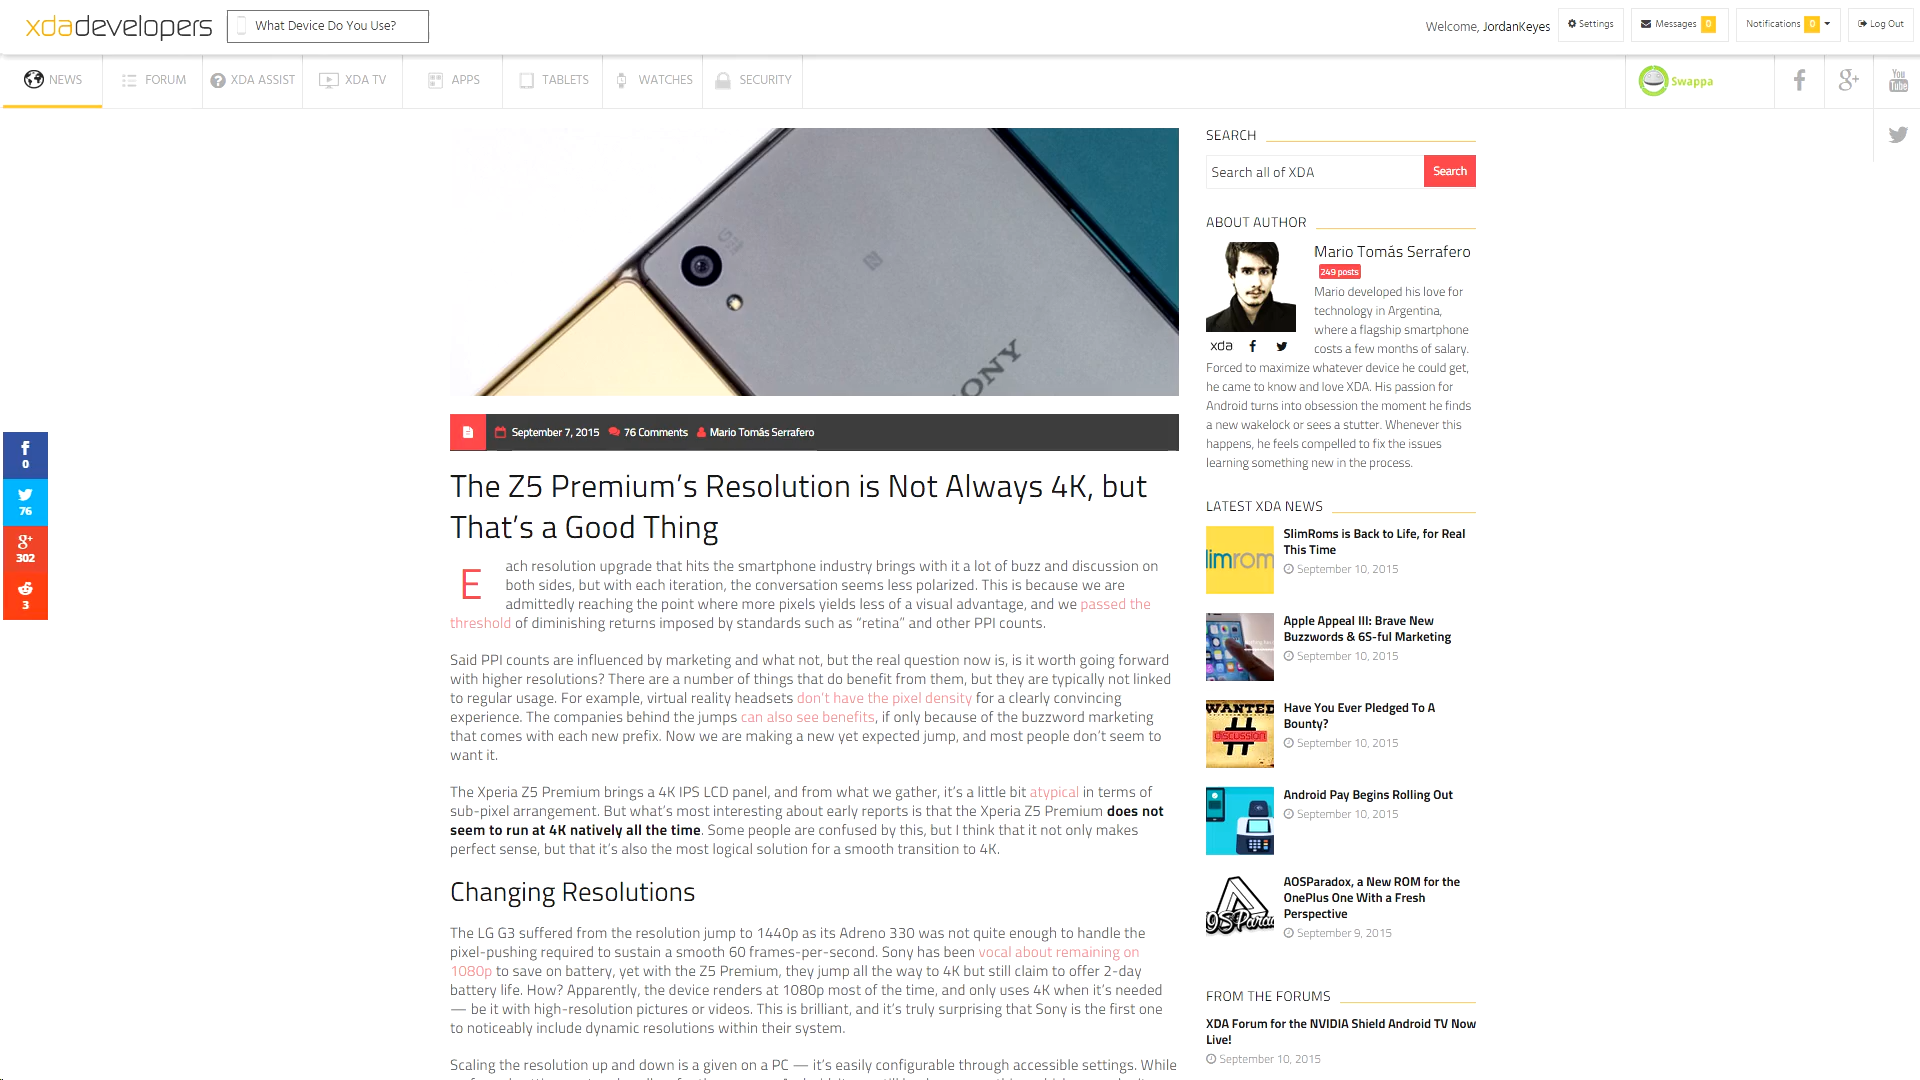 xdadevelopers
What Device Do You Use?
Welcome, JordanKeyes
Settings
Messages 0
Notifications 0
Log Out
NEWS
FORUM
XDA ASSIST
XDA TV
APPS
TABLETS
WATCHES
SECURITY
Swappa
You Tube
SONY
SEARCH
Search all of XDA
Search
ABOUT AUTHOR
Mario Tomás Serrafero
249 posts
Mario developed his love for
technology in Argentina,
where a flagship smartphone
costs a few months of salary.
xda
Forced to maximize whatever device he could get,
he came to know and love XDA. His passion for
Android turns into obsession the moment he finds
a new wakelock or sees a stutter. Whenever this
happens, he feels compelled to fix the issues
learning something new in the process.
0
76
302
3
September 7, 2015 76 Comments Mario Tomás Serrafero
The Z5 Premium’s Resolution is Not Always 4K, but
That’s a Good Thing
Each resolution upgrade that hits the smartphone industry brings with it a lot of buzz and discussion on
both sides, but with each iteration, the conversation seems less polarized. This is because we are
admittedly reaching the point where more pixels yields less of a visual advantage, and we passed the
threshold of diminishing returns imposed by standards such as “retina” and other PPI counts.
Said PPI counts are influenced by marketing and what not, but the real question now is, is it worth going forward
with higher resolutions? There are a number of things that do benefit from them, but they are typically not linked
to regular usage. For example, virtual reality headsets don’t have the pixel density for a clearly convincing
experience. The companies behind the jumps can also see benefits, if only because of the buzzword marketing
that comes with each new prefix. Now we are making a new yet expected jump, and most people don’t seem to
want it.
The Xperia Z5 Premium brings a 4K IPS LCD panel, and from what we gather, it’s a little bit atypical in terms of
sub-pixel arrangement. But what’s most interesting about early reports is that the Xperia Z5 Premium does not
seem to run at 4K natively all the time. Some people are confused by this, but I think that it not only makes
perfect sense, but that it’s also the most logical solution for a smooth transition to 4K.
Changing Resolutions
The LG G3 suffered from the resolution jump to 1440p as its Adreno 330 was not quite enough to handle the
pixel-pushing required to sustain a smooth 60 frames-per-second. Sony has been vocal about remaining on
1080p to save on battery, yet with the Z5 Premium, they jump all the way to 4K but still claim to offer 2-day
battery life. How? Apparently, the device renders at 1080p most of the time, and only uses 4K when it’s needed
— be it with high-resolution pictures or videos. This is brilliant, and it’s truly surprising that Sony is the first one
to noticeably include dynamic resolutions within their system.
Scaling the resolution up and down is a given on a PC — it’s easily configurable through accessible settings. While
LATEST XDA NEWS
limrom
SlimRoms is Back to Life, for Real
This Time
September 10, 2015
Apple Appeal III: Brave New
Buzzwords & 6S-ful Marketing
September 10, 2015
WANTED
discussion
Have You Ever Pledged To A
Bounty?
September 10, 2015
Android Pay Begins Rolling Out
September 10, 2015
AOSParadox, a New ROM for the
OnePlus One With a Fresh
Perspective
September 9, 2015
FROM THE FORUMS
XDA Forum for the NVIDIA Shield Android TV Now
Live!
September 10, 2015